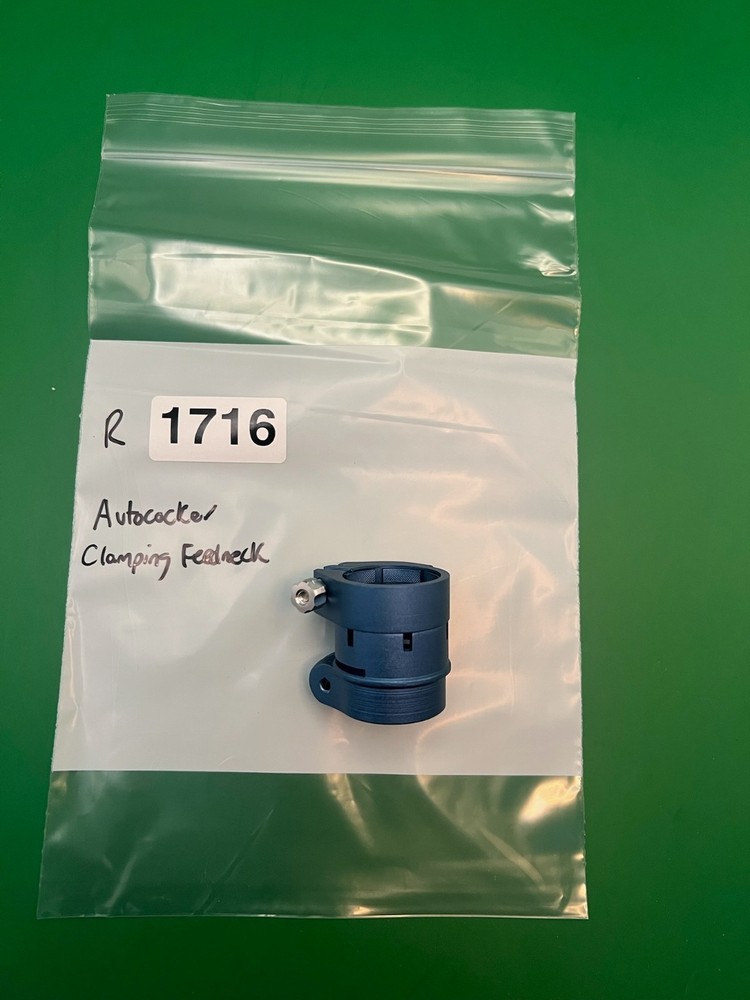 R 1716
Autococker
Clamping Feedneck